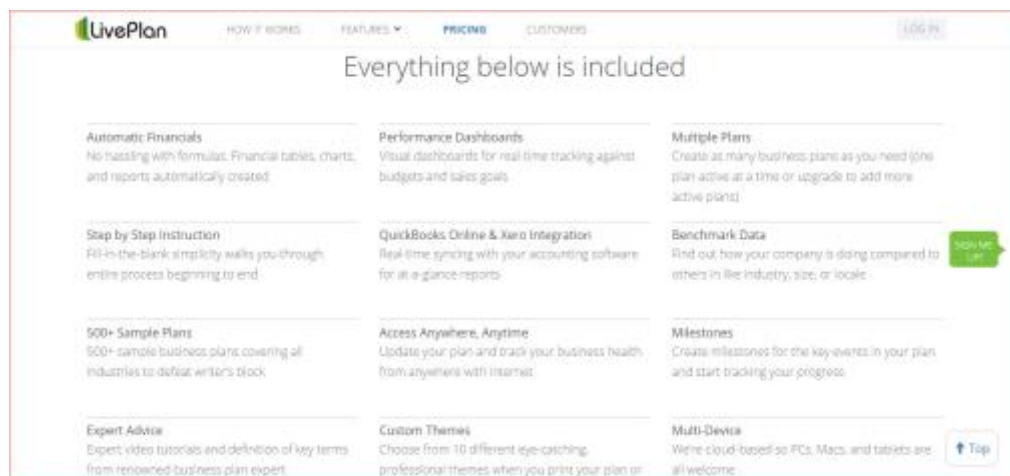 LivePlan HOW IT WORKS FEATURES PRICING CUSTOMERS LOG IN
Everything below is included
Automatic Financials
No hassling with formulas. Financial tables, charts,
and reports automatically created
Performance Dashboards
Visual dashboards for real-time tracking against
budgets and sales goals
Multiple Plans
Create as many business plans as you need (one
plan active at a time or upgrade to add more
active plans)
Step by Step Instruction
Fill-in-the-blank simplicity walks you through
entire process beginning to end
QuickBooks Online & Xero Integration
Real-time syncing with your accounting software
for at-a-glance reports
Benchmark Data
Find out how your company is doing compared to
others in like industry, size, or locale
SIGN ME
UP!
500+ Sample Plans
500+ sample business plans covering all
industries to defeat writer's block
Access Anywhere, Anytime
Update your plan and track your business health
from anywhere with internet
Milestones
Create milestones for the key events in your plan
and start tracking your progress
Expert Advice
Expert video tutorials and definition of key terms
from renowned business plan expert
Custom Themes
Choose from 10 different eye-catching,
professional themes when you print your plan or
Multi-Device
We're cloud-based so PCs, Macs, and tablets are
all welcome
Top